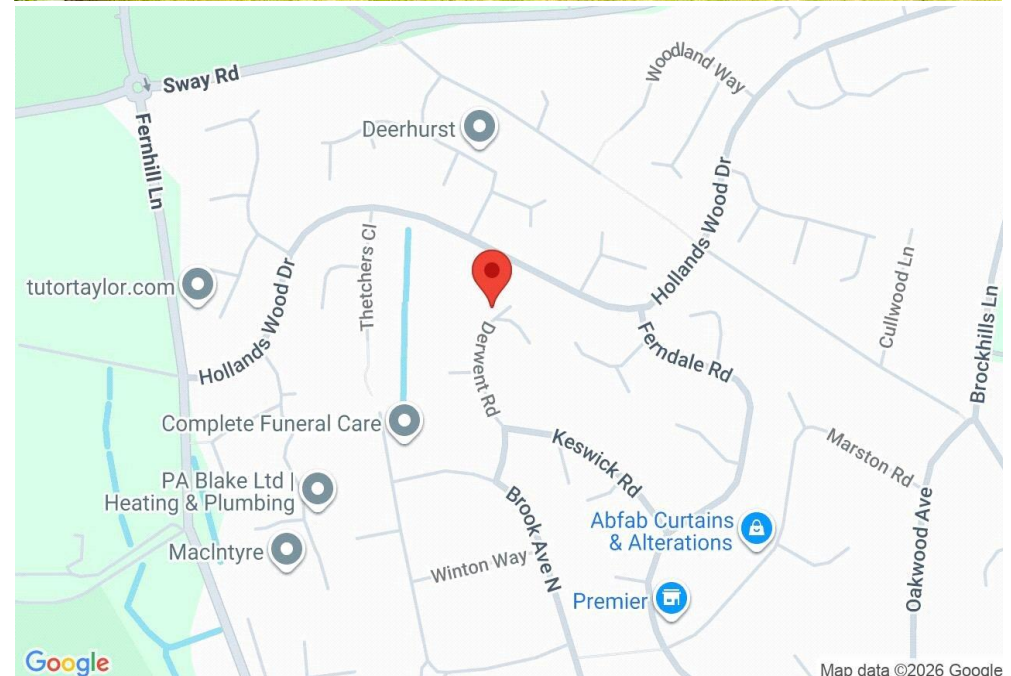 Sway Rd
Woodland Way
Fernhill Ln
Deerhurst
Hollands Wood Dr
Thetchers Cl
tutortaylor.com
Hollands Wood Dr
Cullwood Ln
Brockhills Ln
Derwent Rd
Ferndale Rd
Complete Funeral Care
Keswick Rd
Marston Rd
PA Blake Ltd |
Heating & Plumbing
Brook Ave N
Abfab Curtains
& Alterations
Oakwood Ave
MacIntyre
Winton Way
Premier
Google
Map data ©2026 Google